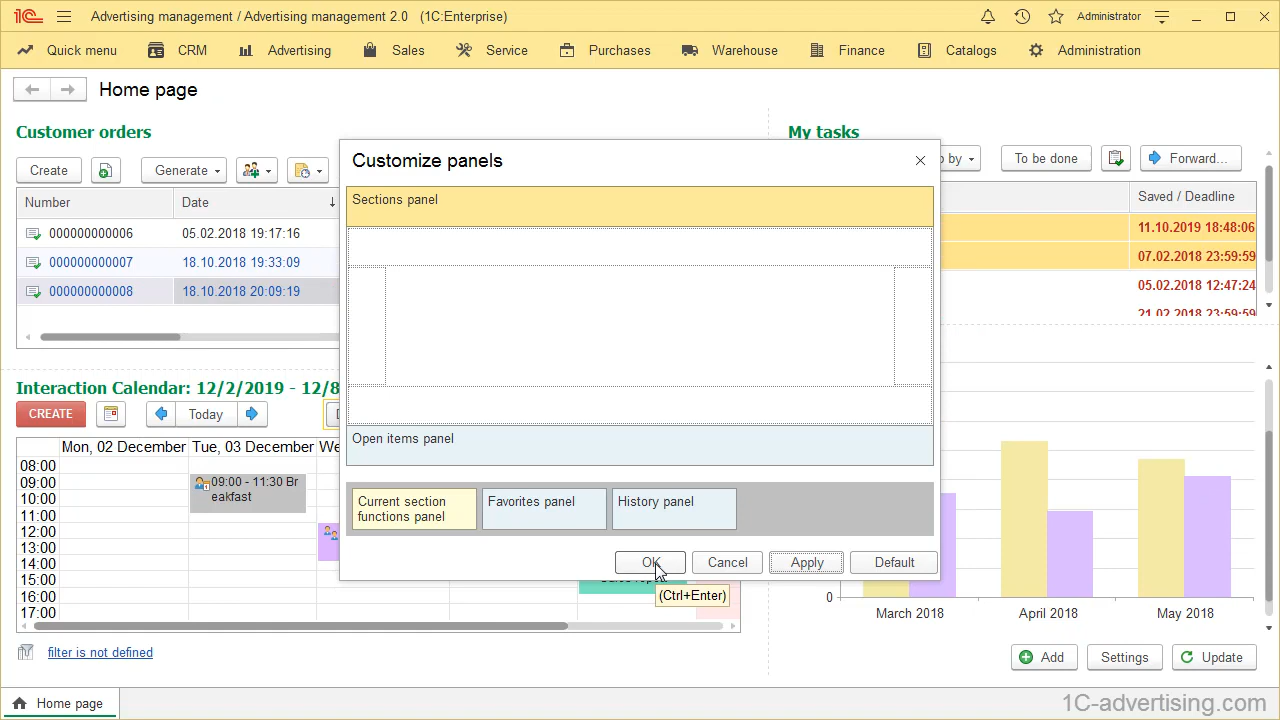 Advertising management / Advertising management 2.0 (1C:Enterprise)
Administrator
Quick menu
CRM
Advertising
Sales
Service
Purchases
Warehouse
Finance
Catalogs
Administration
Home page
Customer orders
Create
Generate
Number
Date
000000000006
05.02.2018 19:17:16
000000000007
18.10.2018 19:33:09
000000000008
18.10.2018 20:09:19
My tasks
by
To be done
Forward...
Saved / Deadline
11.10.2019 18:48:06
07.02.2018 23:59:59
05.02.2018 12:47:24
21.02.2018 23:59:59
Customize panels
Sections panel
Open items panel
Current section
functions panel
Favorites panel
History panel
OK
Cancel
Apply
Default
(Ctrl+Enter)
Interaction Calendar: 12/2/2019 - 12/8
CREATE
Today
Mon, 02 December
Tue, 03 December
We
08:00
09:00
10:00
11:00
12:00
13:00
14:00
15:00
16:00
17:00
09:00 - 11:30 Br
eakfast
filter is not defined
0
March 2018
April 2018
May 2018
Add
Settings
Update
Home page
1C-advertising.com